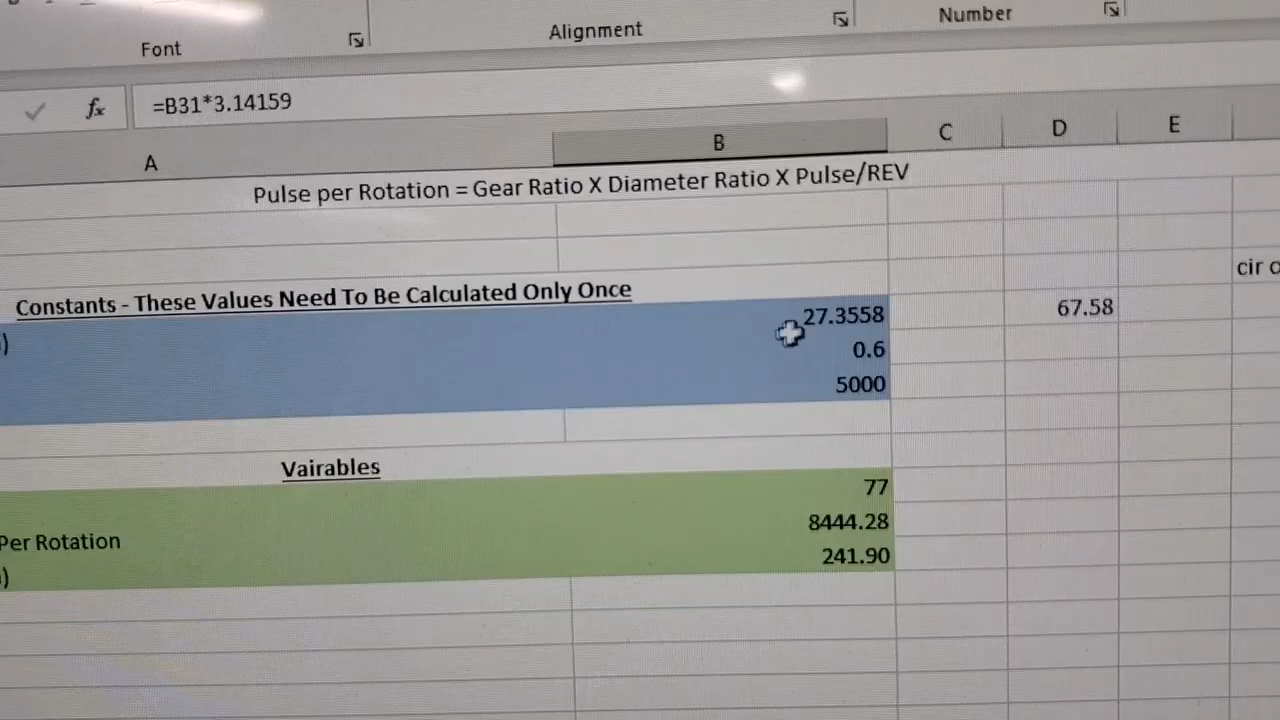 Font
Alignment
Number
fx
=B31*3.14159
A
B
C
D
E
Pulse per Rotation = Gear Ratio X Diameter Ratio X Pulse/REV
cir
Constants - These Values Need To Be Calculated Only Once
)
27.3558
67.58
0.6
5000
Vairables
77
Per Rotation
8444.28
)
241.90